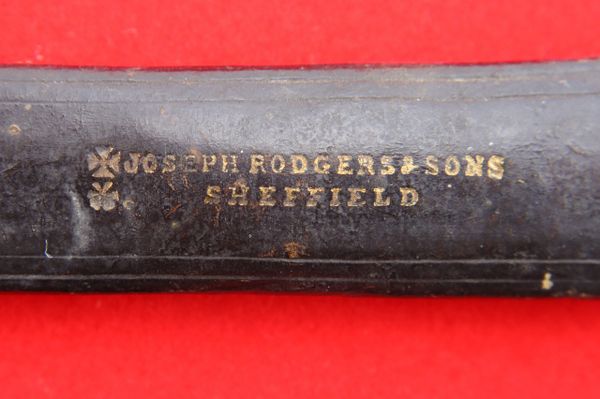 JOSEPH RODGERS & SONS
SHEFFIELD